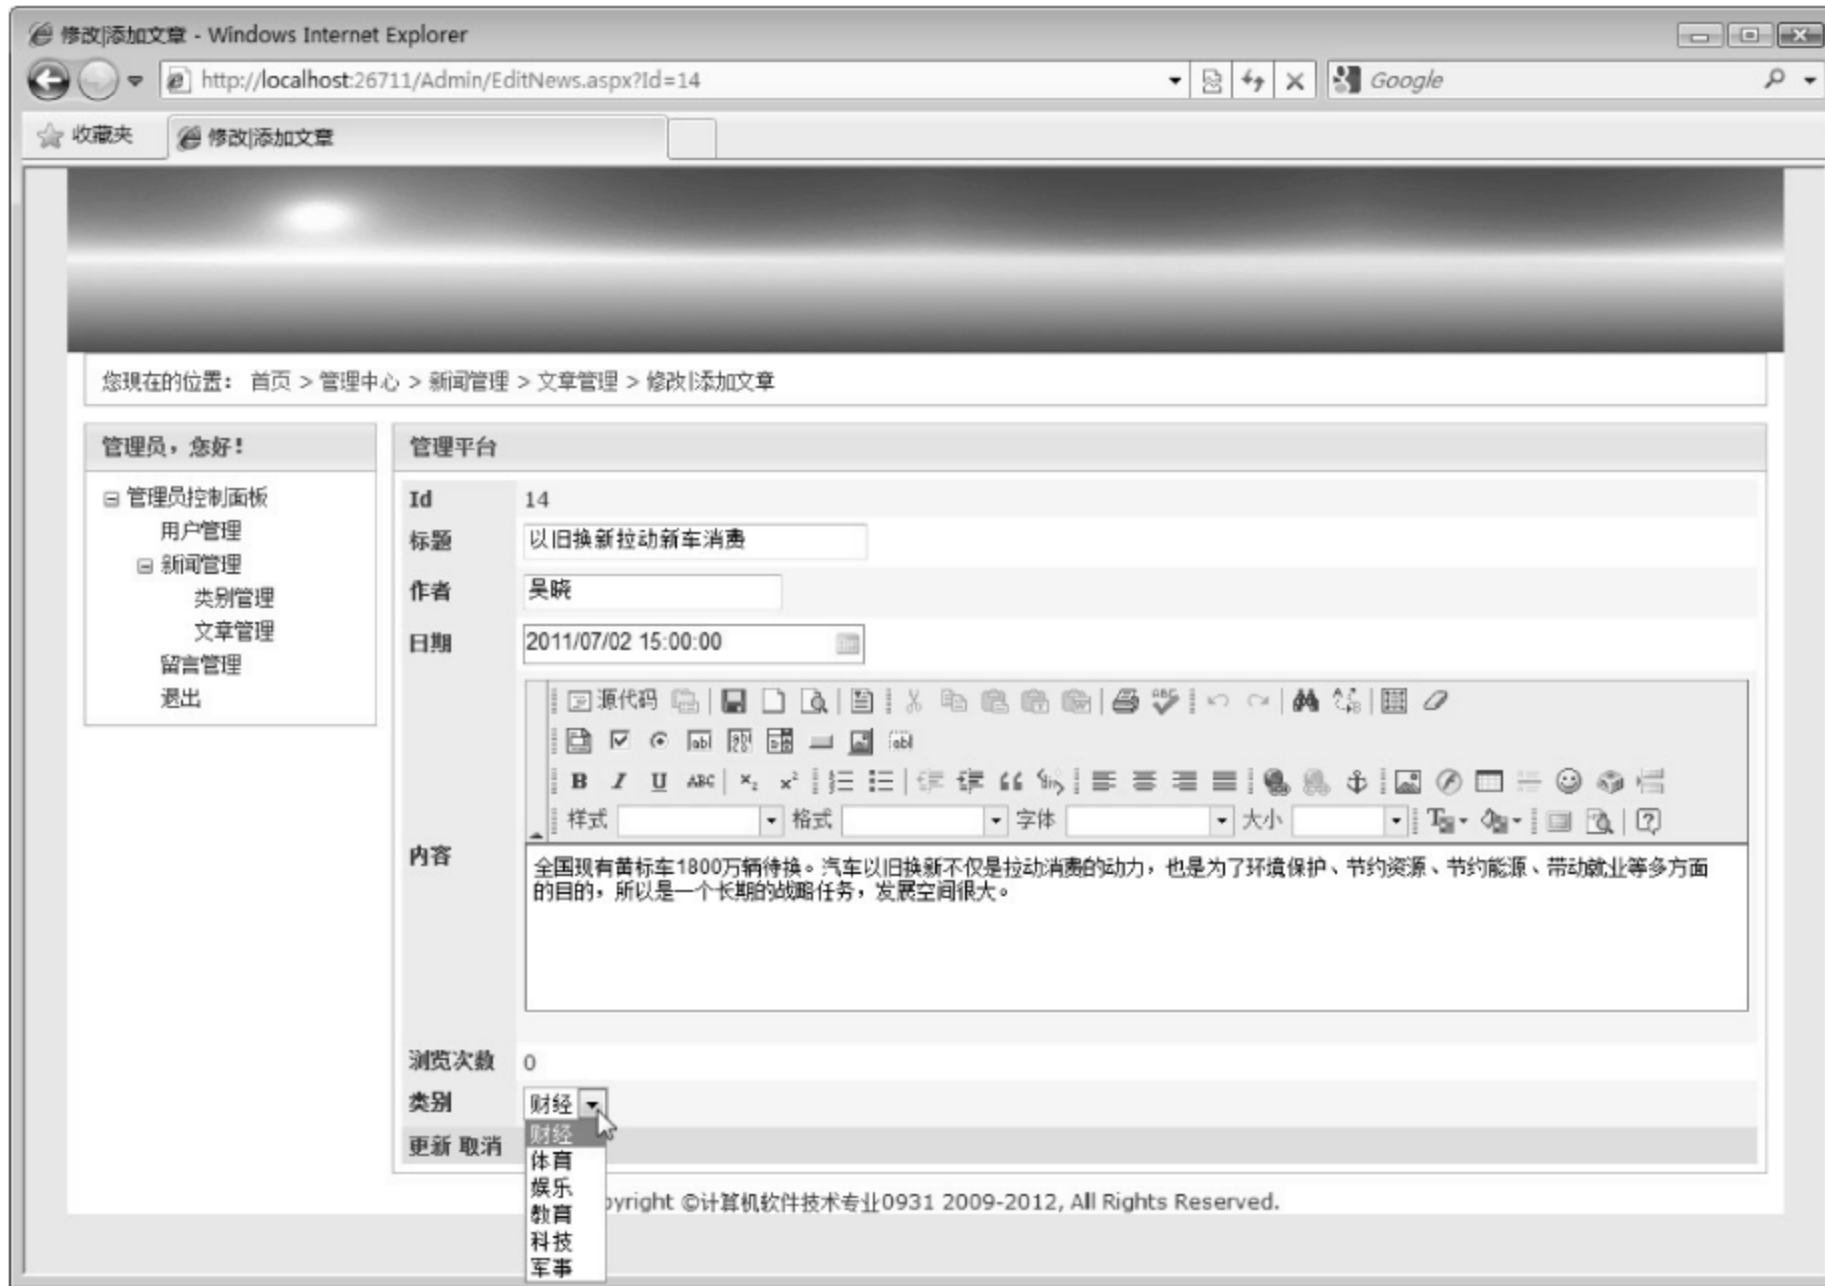 修改|添加文章 - Windows Internet Explorer
http://localhost:26711/Admin/EditNews.aspx?Id=14
Google
收藏夹
修改|添加文章
您现在的位置： 首页 > 管理中心 > 新闻管理 > 文章管理 > 修改|添加文章
管理员，您好！
管理员控制面板
用户管理
新闻管理
类别管理
文章管理
留言管理
退出
管理平台
Id 14
标题 以旧换新拉动新车消费
作者 吴晓
日期 2011/07/02 15:00:00
源代码
B I U ABC
样式 格式 字体 大小
内容
全国现有黄标车1800万辆待换。汽车以旧换新不仅是拉动消费的动力，也是为了环境保护、节约资源、节约能源、带动就业等多方面
的目的，所以是一个长期的战略任务，发展空间很大。
浏览次数 0
类别 财经
财经
体育
娱乐
教育
科技
军事
更新 取消
pyright ©计算机软件技术专业0931 2009-2012, All Rights Reserved.